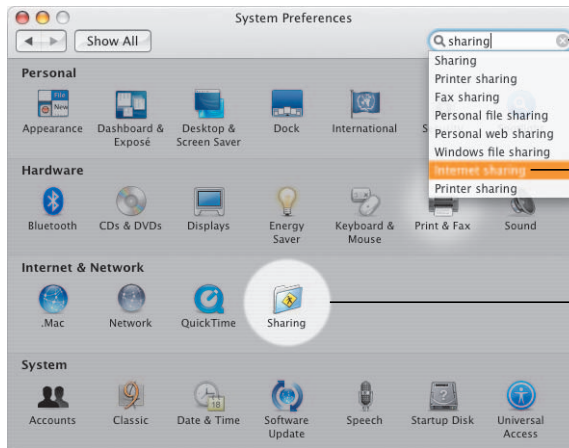 System Preferences
Show All
sharing
Sharing
Printer sharing
Fax sharing
Personal file sharing
Personal web sharing
Windows file sharing
Internet sharing
Printer sharing
Personal
File
New
Appearance
Dashboard &
Exposé
Desktop &
Screen Saver
Dock
International
S
Hardware
Bluetooth
CDs & DVDs
Displays
Energy
Saver
Keyboard &
Mouse
Print & Fax
Sound
Internet & Network
.Mac
Network
QuickTime
Sharing
System
18
Accounts
Classic
Date & Time
Software
Update
Speech
Startup Disk
Universal
Access